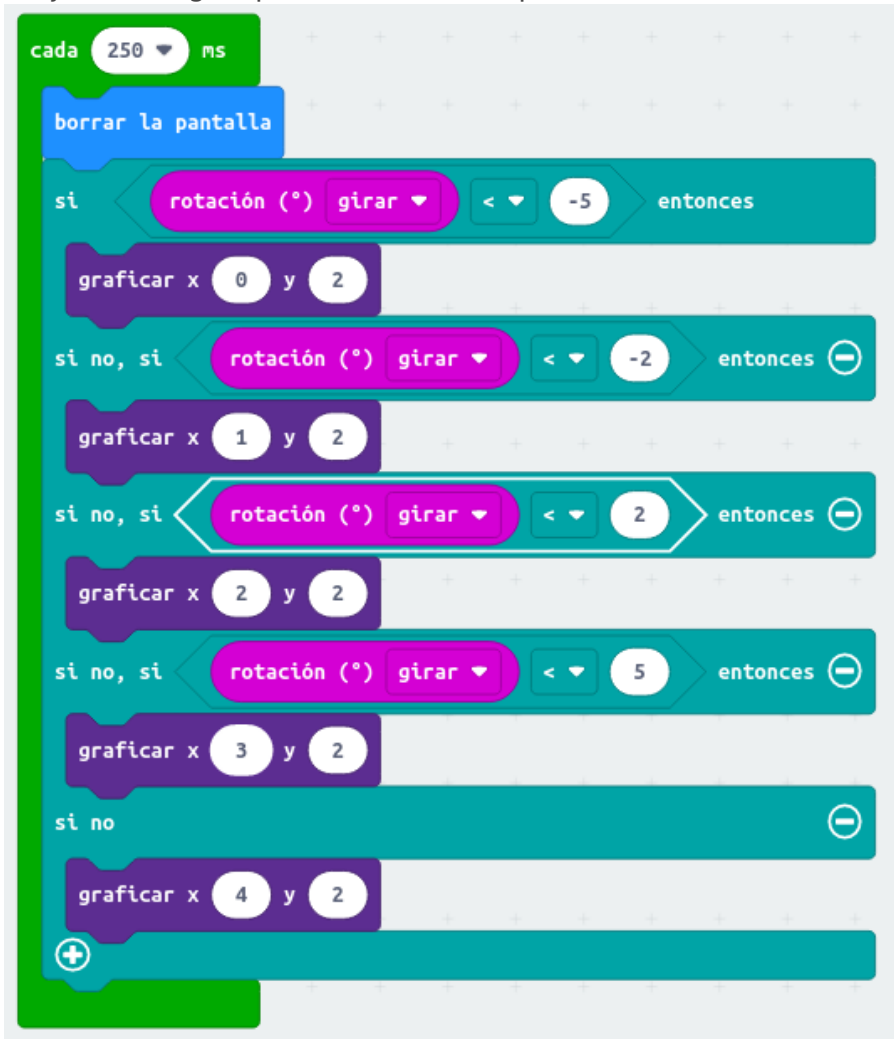 cada 250 ms
borrar la pantalla
si rotación (°) girar < -5 entonces
graficar x 0 y 2
si no, si rotación (°) girar < -2 entonces
graficar x 1 y 2
si no, si rotación (°) girar < 2 entonces
graficar x 2 y 2
si no, si rotación (°) girar < 5 entonces
graficar x 3 y 2
si no
graficar x 4 y 2